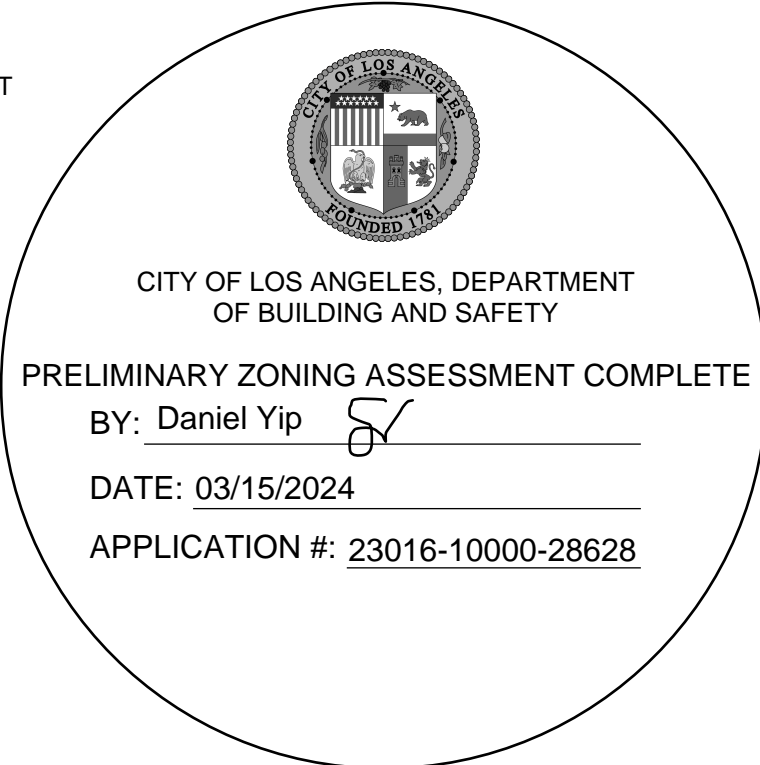 T
CITY OF LOS ANGELES
FOUNDED 1781
CITY OF LOS ANGELES, DEPARTMENT
OF BUILDING AND SAFETY
PRELIMINARY ZONING ASSESSMENT COMPLETE
BY: Daniel Yip
DATE: 03/15/2024
APPLICATION #: 23016-10000-28628